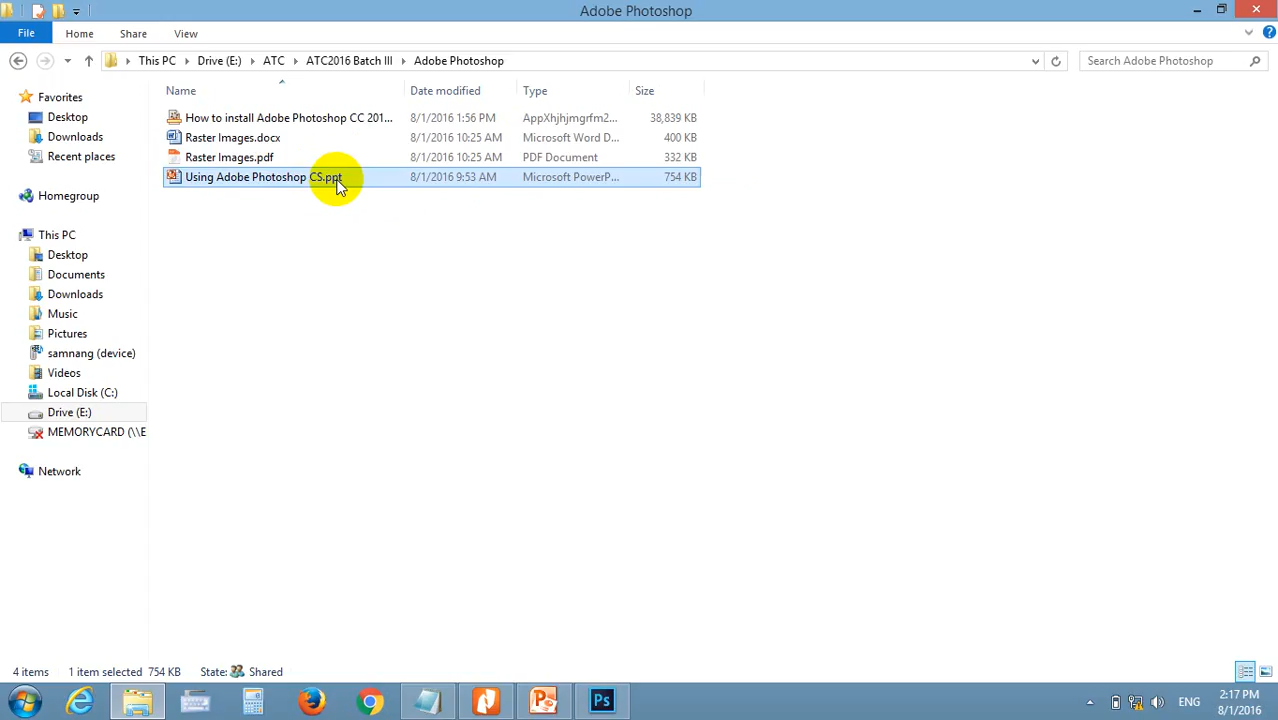 Adobe Photoshop
File Home Share View
This PC Drive (E:) ATC ATC2016 Batch III Adobe Photoshop
Search Adobe Photoshop
Name Date modified Type Size
How to install Adobe Photoshop CC 201... 8/1/2016 1:56 PM AppXhjhjmgrfm2... 38,839 KB
Raster Images.docx 8/1/2016 10:25 AM Microsoft Word D... 400 KB
Raster Images.pdf 8/1/2016 10:25 AM PDF Document 332 KB
Using Adobe Photoshop CS.ppt 8/1/2016 9:53 AM Microsoft PowerP... 754 KB
Favorites
Desktop
Downloads
Recent places
Homegroup
This PC
Desktop
Documents
Downloads
Music
Pictures
samnang (device)
Videos
Local Disk (C:)
Drive (E:)
MEMORYCARD (\\E
Network
4 items 1 item selected 754 KB State: Shared
Ps
ENG
2:17 PM
8/1/2016